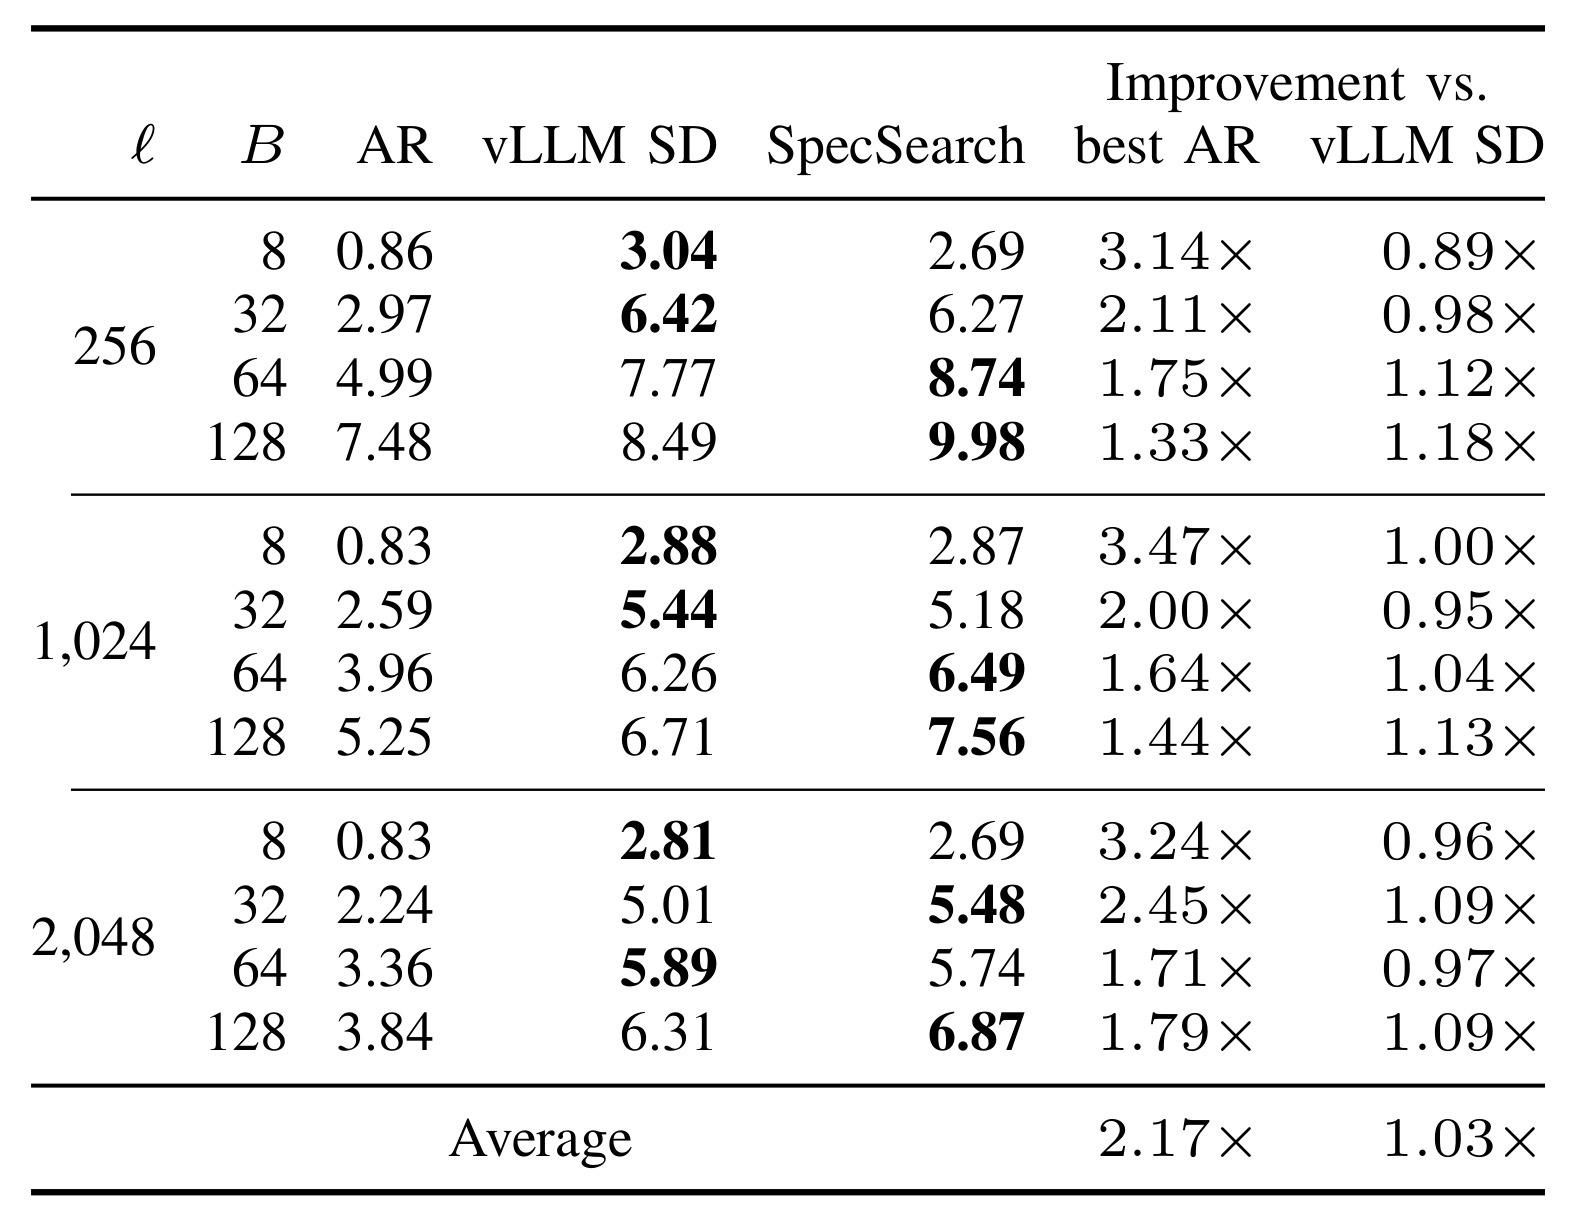 Improvement vs.
ℓ B AR vLLM SD SpecSearch best AR vLLM SD
8 0.86 3.04 2.69 3.14× 0.89×
32 2.97 6.42 6.27 2.11× 0.98×
256
64 4.99 7.77 8.74 1.75× 1.12×
128 7.48 8.49 9.98 1.33× 1.18×
8 0.83 2.88 2.87 3.47× 1.00×
32 2.59 5.44 5.18 2.00× 0.95×
1,024
64 3.96 6.26 6.49 1.64× 1.04×
128 5.25 6.71 7.56 1.44× 1.13×
8 0.83 2.81 2.69 3.24× 0.96×
32 2.24 5.01 5.48 2.45× 1.09×
2,048
64 3.36 5.89 5.74 1.71× 0.97×
128 3.84 6.31 6.87 1.79× 1.09×
Average 2.17× 1.03×